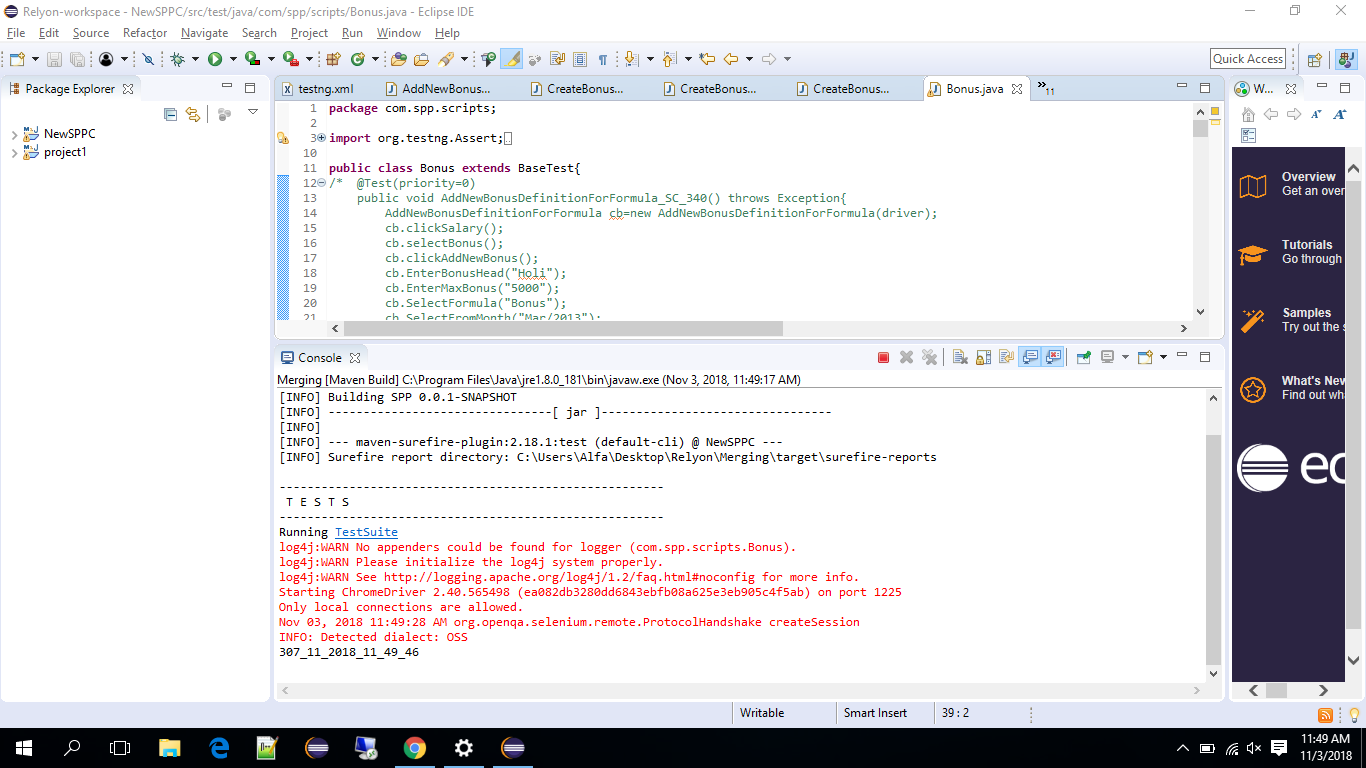 Relyon-workspace - NewSPPC/src/test/java/com/spp/scripts/Bonus.java - Eclipse IDE
File Edit Source Refactor Navigate Search Project Run Window Help
Quick Access
Package Explorer
NewSPPC
project1
testng.xml AddNewBonus... CreateBonus... CreateBonus... CreateBonus... Bonus.java »11
1 package com.spp.scripts;
2
3 import org.testng.Assert;
10
11 public class Bonus extends BaseTest{
12 /* @Test(priority=0)
13 public void AddNewBonusDefinitionForFormula_SC_340() throws Exception{
14 AddNewBonusDefinitionForFormula cb=new AddNewBonusDefinitionForFormula(driver);
15 cb.clickSalary();
16 cb.selectBonus();
17 cb.clickAddNewBonus();
18 cb.EnterBonusHead("Holi");
19 cb.EnterMaxBonus("5000");
20 cb.SelectFormula("Bonus");
21 cb.SelectFromMonth("Mar/2013");
Console
Merging [Maven Build] C:\Program Files\Java\jre1.8.0_181\bin\javaw.exe (Nov 3, 2018, 11:49:17 AM)
[INFO] Building SPP 0.0.1-SNAPSHOT
[INFO] --------------------------------[ jar ]---------------------------------
[INFO]
[INFO] --- maven-surefire-plugin:2.18.1:test (default-cli) @ NewSPPC ---
[INFO] Surefire report directory: C:\Users\Alfa\Desktop\Relyon\Merging\target\surefire-reports
-------------------------------------------------------
T E S T S
-------------------------------------------------------
Running TestSuite
log4j:WARN No appenders could be found for logger (com.spp.scripts.Bonus).
log4j:WARN Please initialize the log4j system properly.
log4j:WARN See http://logging.apache.org/log4j/1.2/faq.html#noconfig for more info.
Starting ChromeDriver 2.40.565498 (ea082db3280dd6843ebfb08a625e3eb905c4f5ab) on port 1225
Only local connections are allowed.
Nov 03, 2018 11:49:28 AM org.openqa.selenium.remote.ProtocolHandshake createSession
INFO: Detected dialect: OSS
307_11_2018_11_49_46
W...
Overview
Get an over
Tutorials
Go through
Samples
Try out the s
What's New
Find out wh
ec
Writable Smart Insert 39 : 2
11:49 AM
11/3/2018